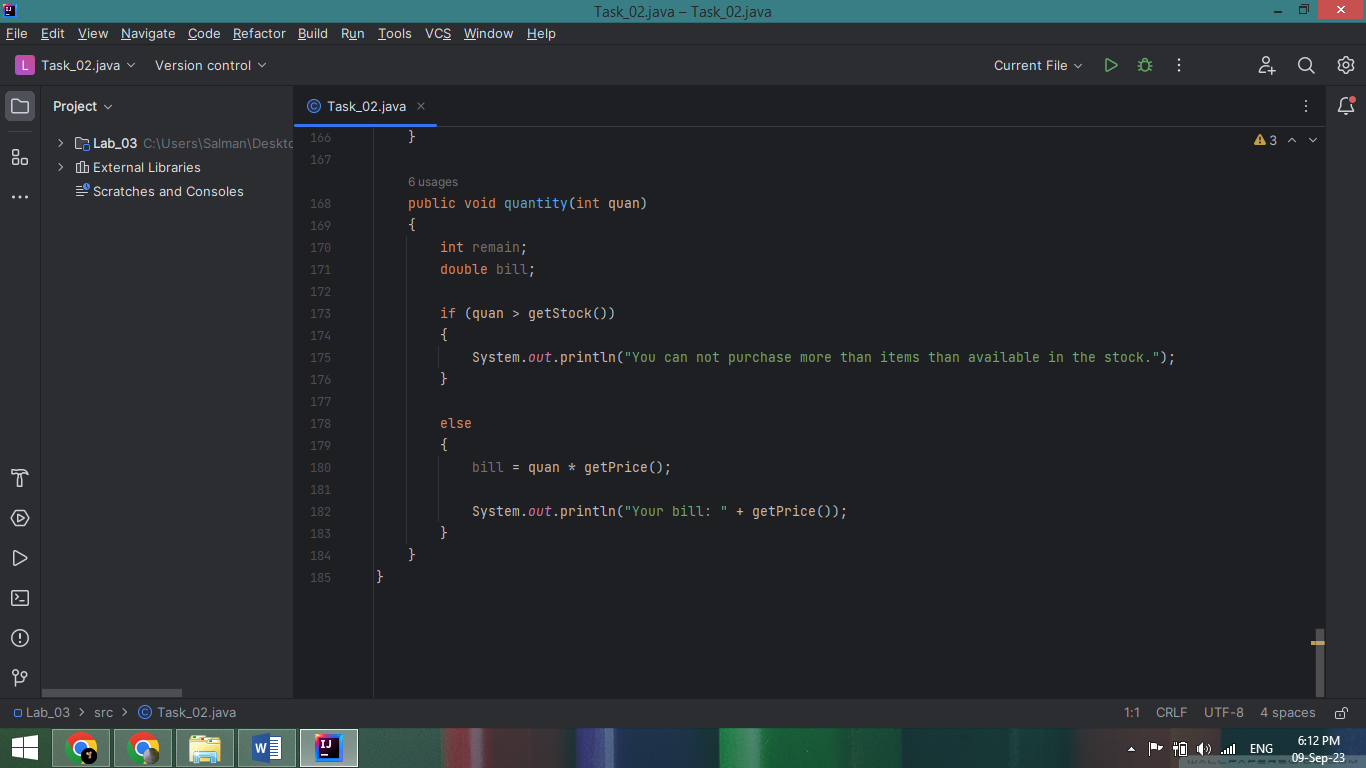 Task_02.java – Task_02.java
File Edit View Navigate Code Refactor Build Run Tools VCS Window Help
L Task_02.java Version control Current File
Project
Task_02.java
Lab_03 C:\Users\Salman\Deskto
External Libraries
Scratches and Consoles
3
166 }
167
6 usages
168 public void quantity(int quan)
169 {
170 int remain;
171 double bill;
172
173 if (quan > getStock())
174 {
175 System.out.println("You can not purchase more than items than available in the stock.");
176 }
177
178 else
179 {
180 bill = quan * getPrice();
181
182 System.out.println("Your bill: " + getPrice());
183 }
184 }
185 }
Lab_03 > src > Task_02.java 1:1 CRLF UTF-8 4 spaces
ENG
6:12 PM
09-Sep-23